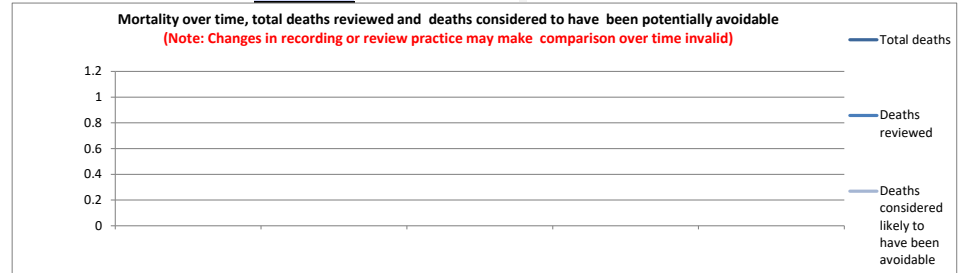 Mortality over time, total deaths reviewed and deaths considered to have been potentially avoidable
(Note: Changes in recording or review practice may make comparison over time invalid)
1.2
1
0.8
0.6
0.4
0.2
0
Total deaths
Deaths
reviewed
Deaths
considered
likely to
have been
avoidable